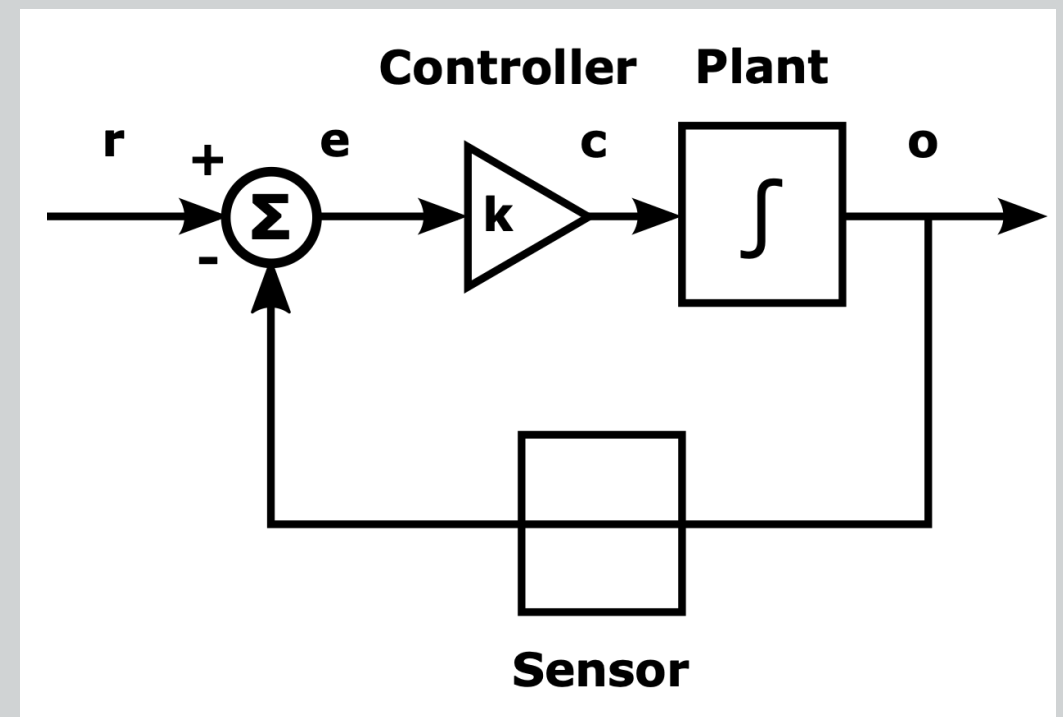 Controller Plant
r + e c o
Σ k ∫
-
Sensor